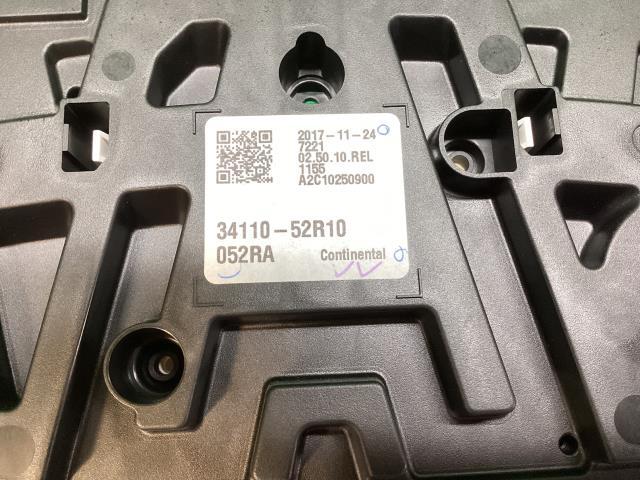 2017-11-24
7221
02.50.10.REL
1155
A2C10250900
34110-52R10
052RA Continental